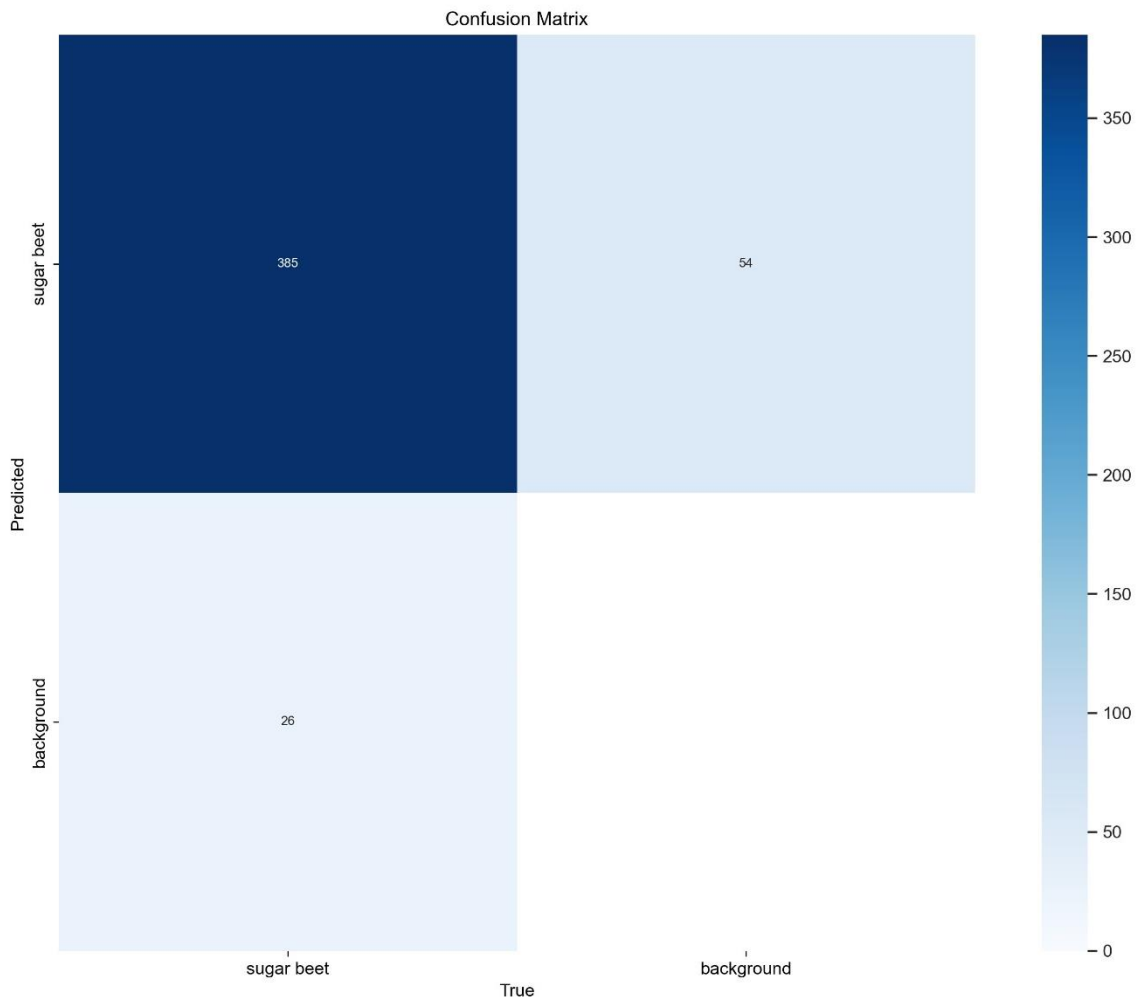 Confusion Matrix
sugar beet
385
54
Predicted
background
26
sugar beet
background
True
350
300
250
200
150
100
50
0